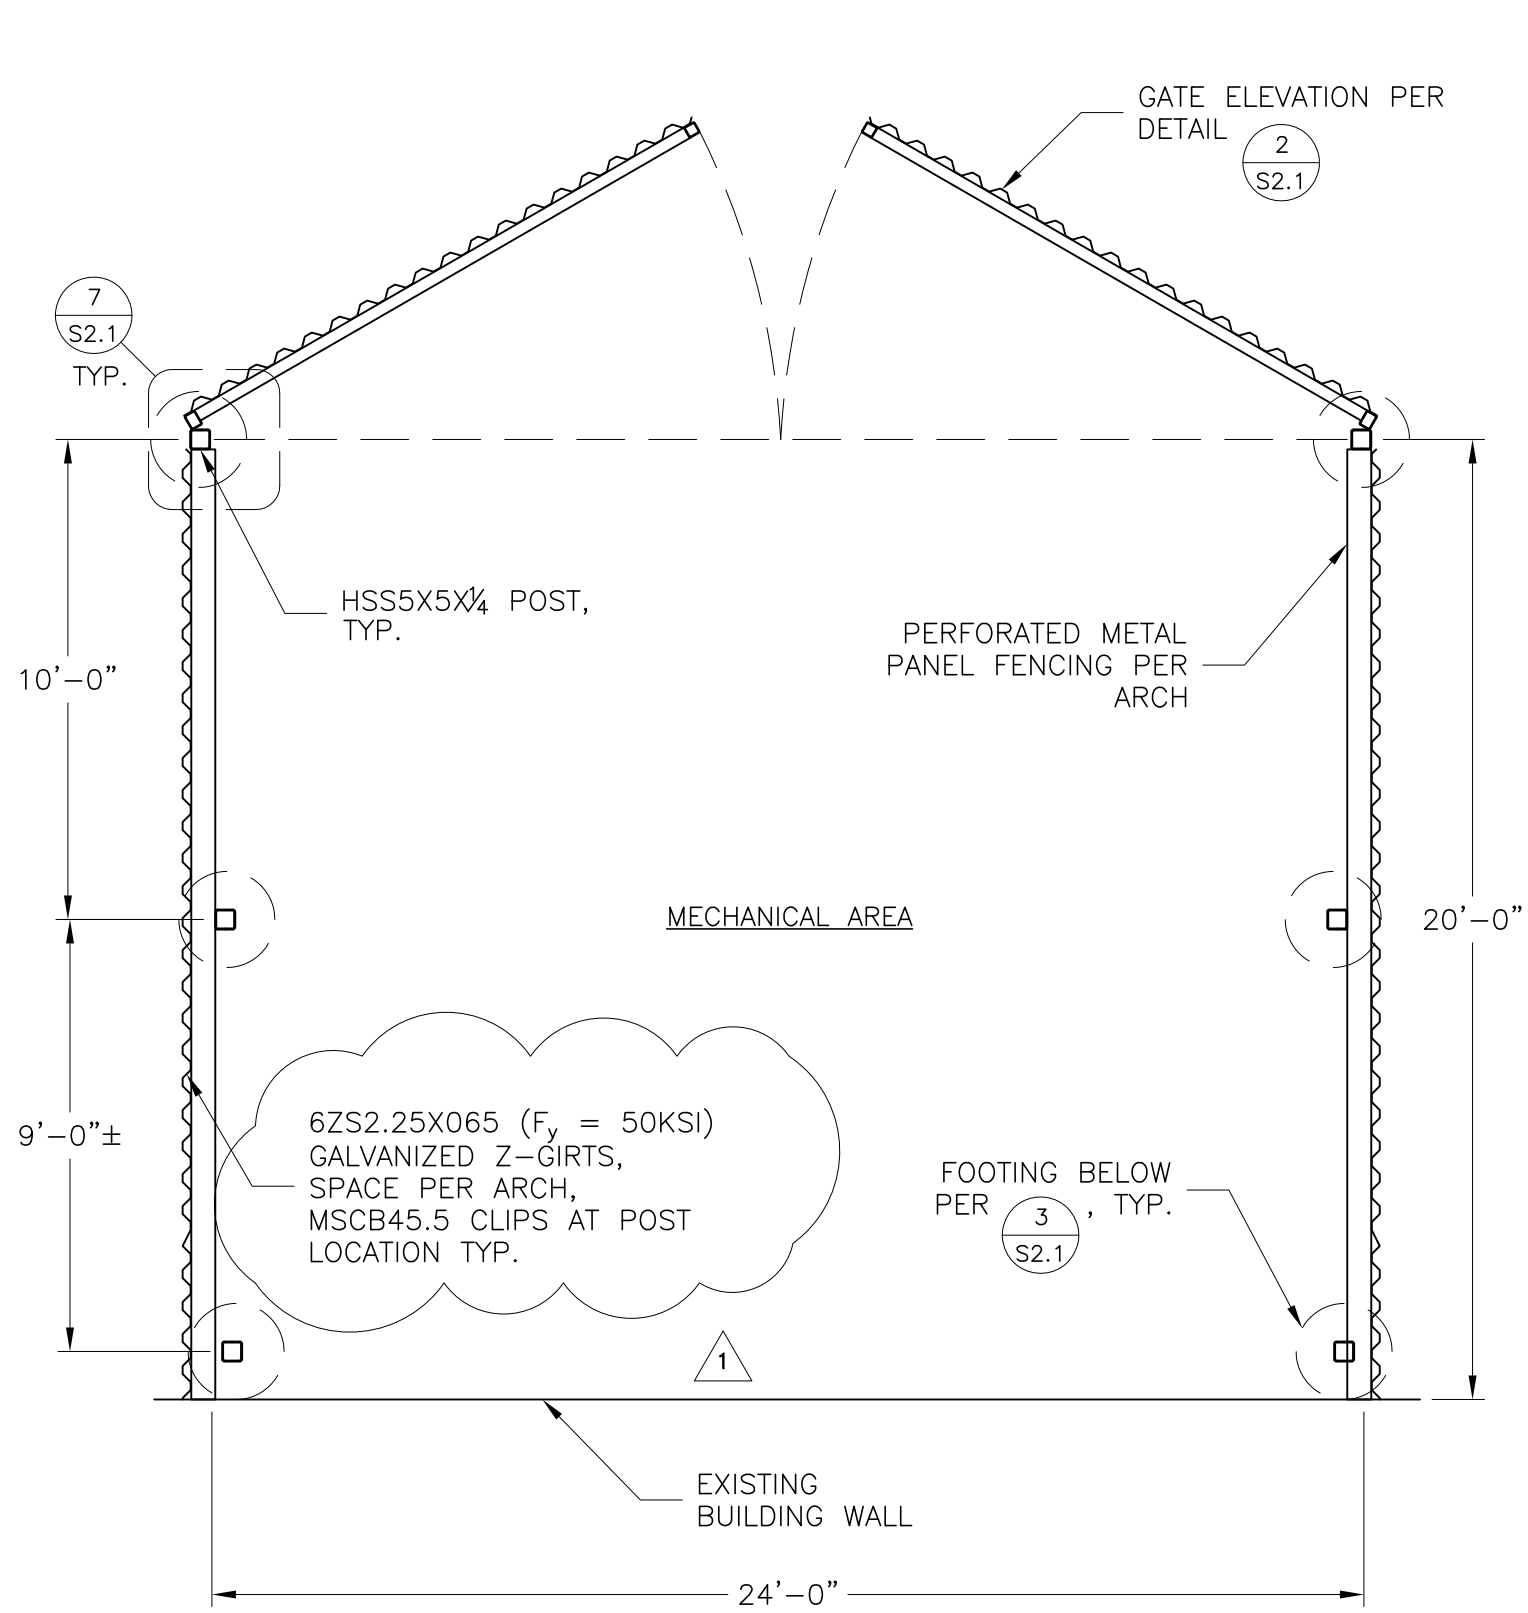 GATE ELEVATION PER
DETAIL
2
S2.1
7
S2.1
TYP.
HSS5X5X¼ POST,
TYP.
PERFORATED METAL
PANEL FENCING PER
ARCH
10'-0"
MECHANICAL AREA
20'-0"
9'-0"±
6ZS2.25X065 (Fy = 50KSI)
GALVANIZED Z-GIRTS,
SPACE PER ARCH,
MSCB45.5 CLIPS AT POST
LOCATION TYP.
FOOTING BELOW
PER 3 , TYP.
S2.1
1
EXISTING
BUILDING WALL
24'-0"